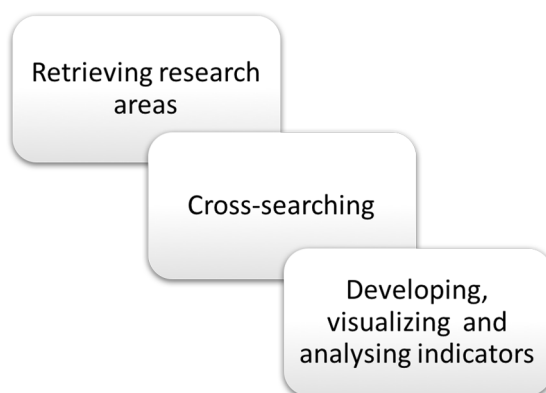 Retrieving research
areas
Cross-searching
Developing,
visualizing and
analysing indicators